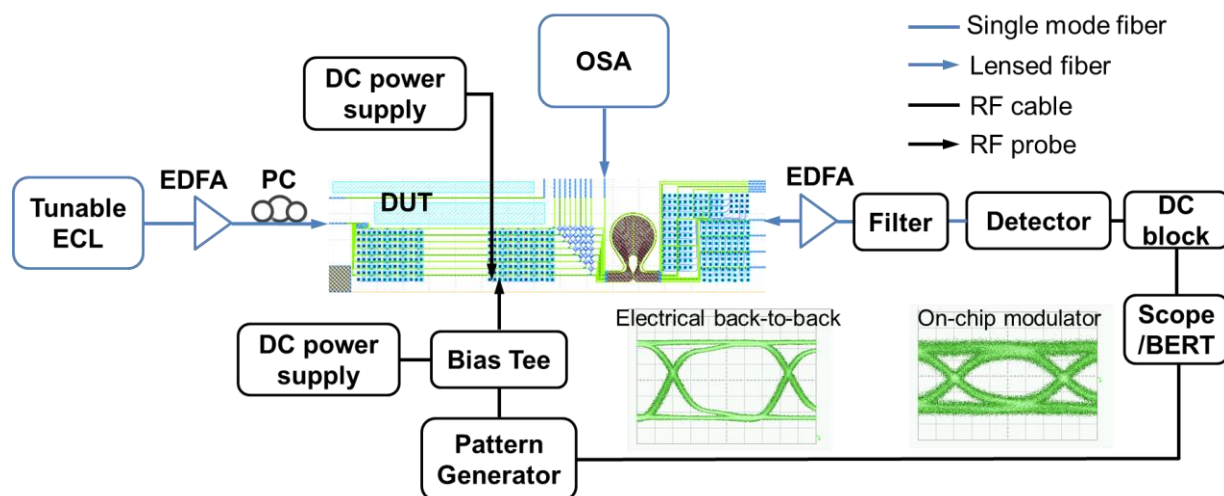 Single mode fiber
Lensed fiber
RF cable
RF probe
OSA
DC power
supply
EDFA
PC
Tunable
ECL
DUT
EDFA
Filter
Detector
DC
block
Electrical back-to-back
On-chip modulator
Scope
/BERT
DC power
supply
Bias Tee
Pattern
Generator